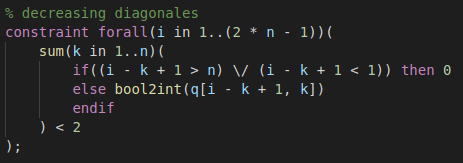 % decreasing diagonales
constraint forall(i in 1..(2 * n - 1))(
    sum(k in 1..n)(
        if((i - k + 1 > n) \/ (i - k + 1 < 1)) then 0
        else bool2int(q[i - k + 1, k])
        endif
    ) < 2
);